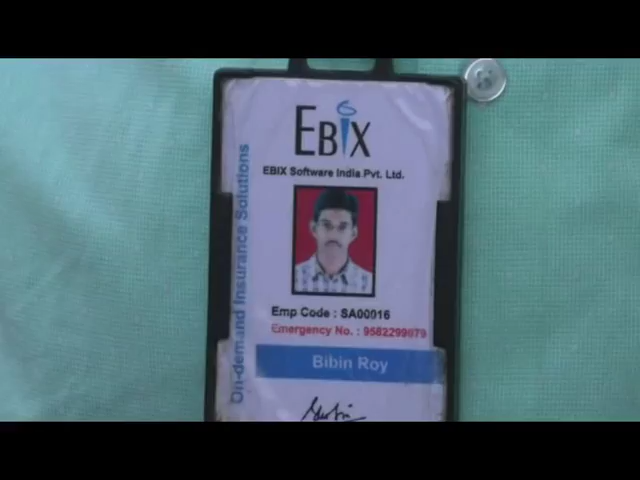 EBIX
EBIX Software India Pvt. Ltd.
On-demand Insurance Solutions
Emp Code : SA00016
Emergency No. : 9582299079
Bibin Roy